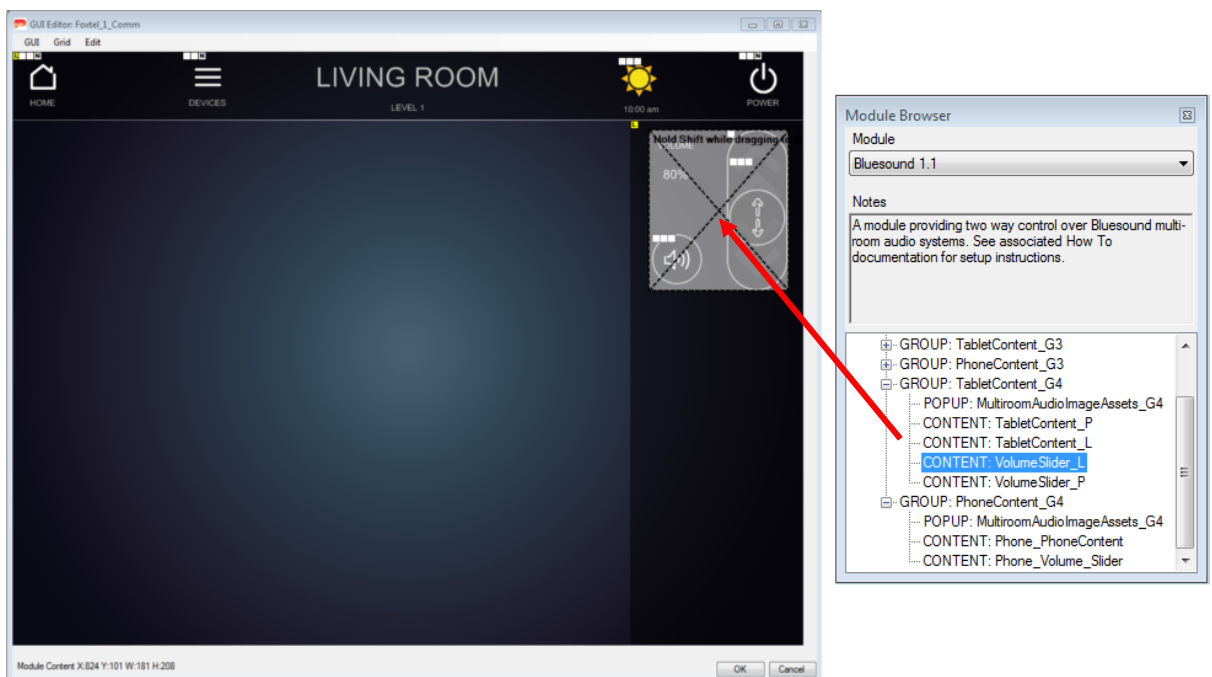 GUI Editor: Foxtel_1_Comm
GUI Grid Edit
L N
N
N
HOME
DEVICES
LIVING ROOM
LEVEL 1
10:00 am
POWER
L
Hold Shift while dragging to
VOLUME
80%
Module Content X:824 Y:101 W:181 H:208
OK Cancel
Module Browser
Module
Bluesound 1.1
Notes
A module providing two way control over Bluesound multi-
room audio systems. See associated How To
documentation for setup instructions.
GROUP: TabletContent_G3
GROUP: PhoneContent_G3
GROUP: TabletContent_G4
POPUP: MultiroomAudioImageAssets_G4
CONTENT: TabletContent_P
CONTENT: TabletContent_L
CONTENT: VolumeSlider_L
CONTENT: VolumeSlider_P
GROUP: PhoneContent_G4
POPUP: MultiroomAudioImageAssets_G4
CONTENT: Phone_PhoneContent
CONTENT: Phone_Volume_Slider